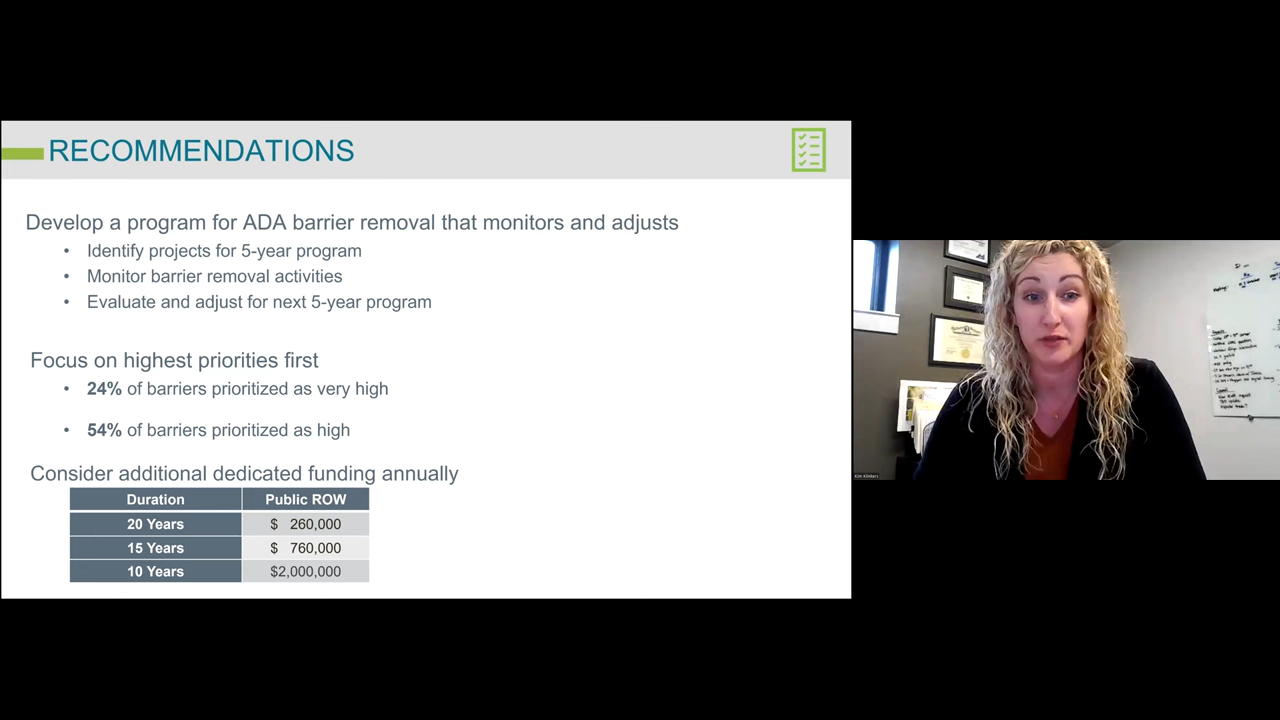 RECOMMENDATIONS
Develop a program for ADA barrier removal that monitors and adjusts
• Identify projects for 5-year program
• Monitor barrier removal activities
• Evaluate and adjust for next 5-year program
Focus on highest priorities first
• 24% of barriers prioritized as very high
• 54% of barriers prioritized as high
Consider additional dedicated funding annually
Duration Public ROW
20 Years $ 260,000
15 Years $ 760,000
10 Years $2,000,000
Kim Klinkers